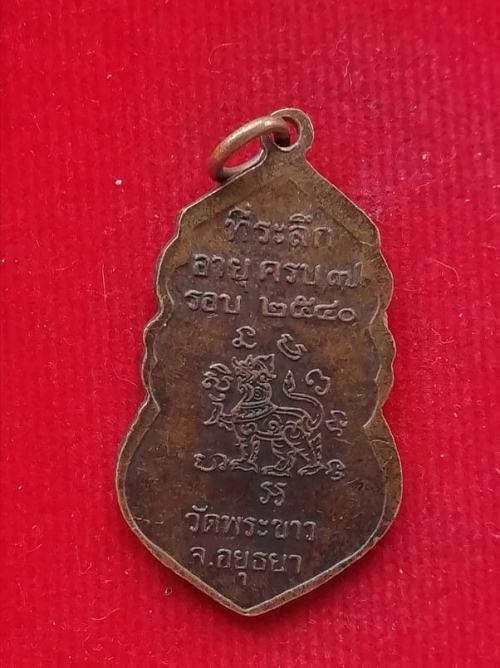 ที่ระลึก
อายุ ครบ ๗
รอบ ๒๕๔๐
วัดพระขาว
จ.อยุธยา